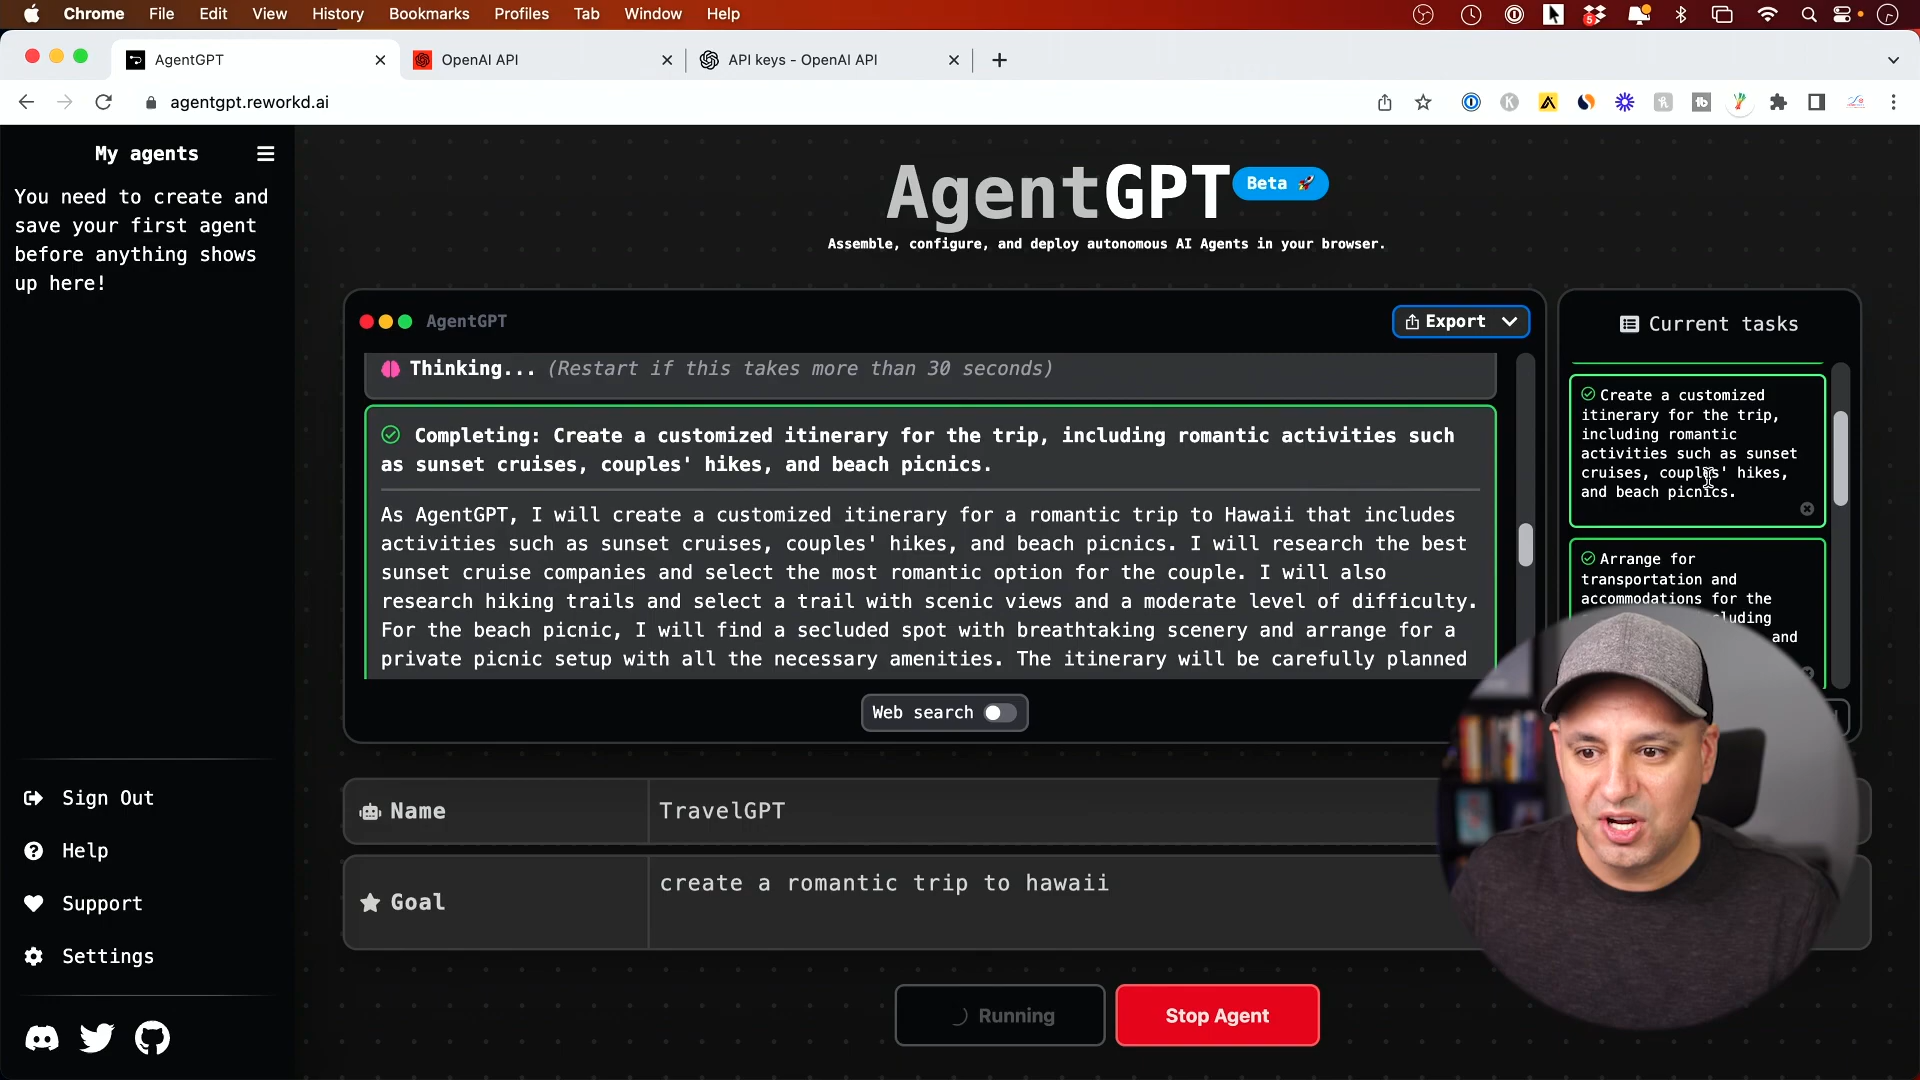 Chrome File Edit View History Bookmarks Profiles Tab Window Help
5
AgentGPT
OpenAI API
API keys - OpenAI API
agentgpt.reworkd.ai
My agents
You need to create and
save your first agent
before anything shows
up here!
Sign Out
Help
Support
Settings
AgentGPT Beta 🚀
Assemble, configure, and deploy autonomous AI Agents in your browser.
AgentGPT
Export
Thinking... (Restart if this takes more than 30 seconds)
Completing: Create a customized itinerary for the trip, including romantic activities such
as sunset cruises, couples' hikes, and beach picnics.
As AgentGPT, I will create a customized itinerary for a romantic trip to Hawaii that includes
activities such as sunset cruises, couples' hikes, and beach picnics. I will research the best
sunset cruise companies and select the most romantic option for the couple. I will also
research hiking trails and select a trail with scenic views and a moderate level of difficulty.
For the beach picnic, I will find a secluded spot with breathtaking scenery and arrange for a
private picnic setup with all the necessary amenities. The itinerary will be carefully planned
Web search
Current tasks
Create a customized
itinerary for the trip,
including romantic
activities such as sunset
cruises, couples' hikes,
and beach picnics.
Arrange for
transportation and
accommodations for the
and
Name
TravelGPT
Goal
create a romantic trip to hawaii
Running
Stop Agent